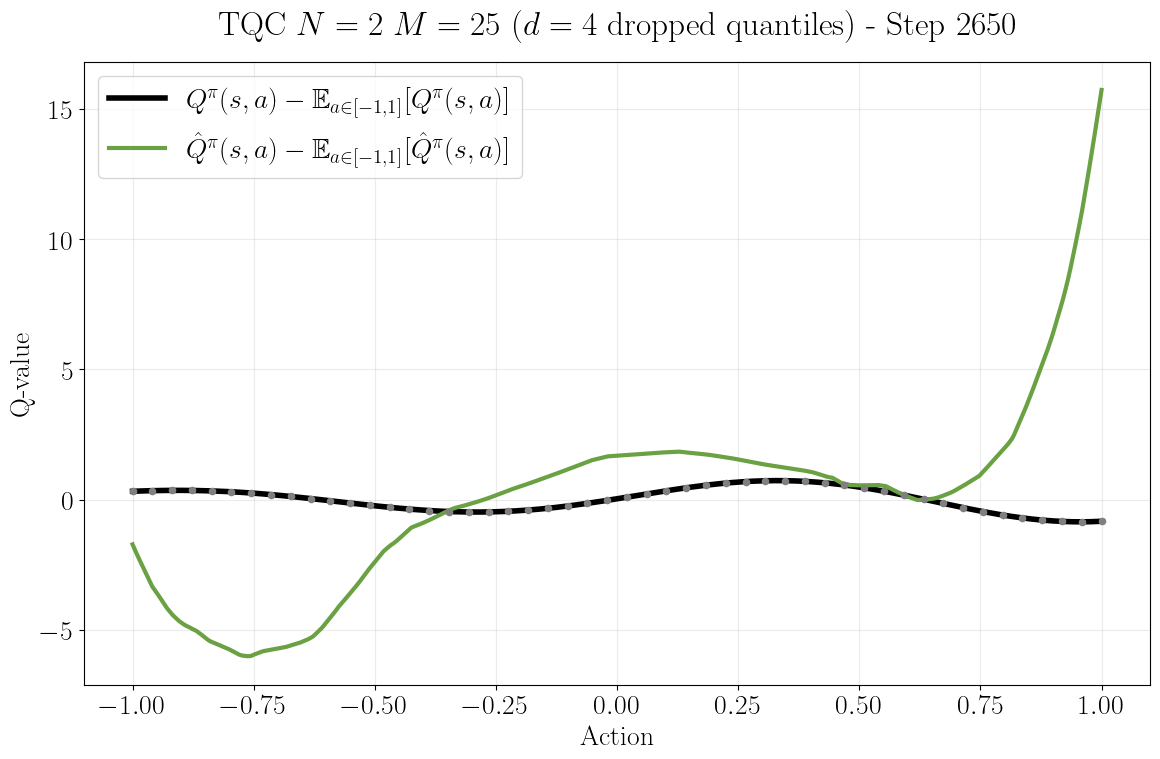 TQC N = 2 M = 25 (d = 4 dropped quantiles) - Step 2650
Q^π(s, a) − 𝔼_{a∈[−1,1]}[Q^π(s, a)]
Q̂^π(s, a) − 𝔼_{a∈[−1,1]}[Q̂^π(s, a)]
15
10
5
0
−5
Q-value
−1.00 −0.75 −0.50 −0.25 0.00 0.25 0.50 0.75 1.00
Action